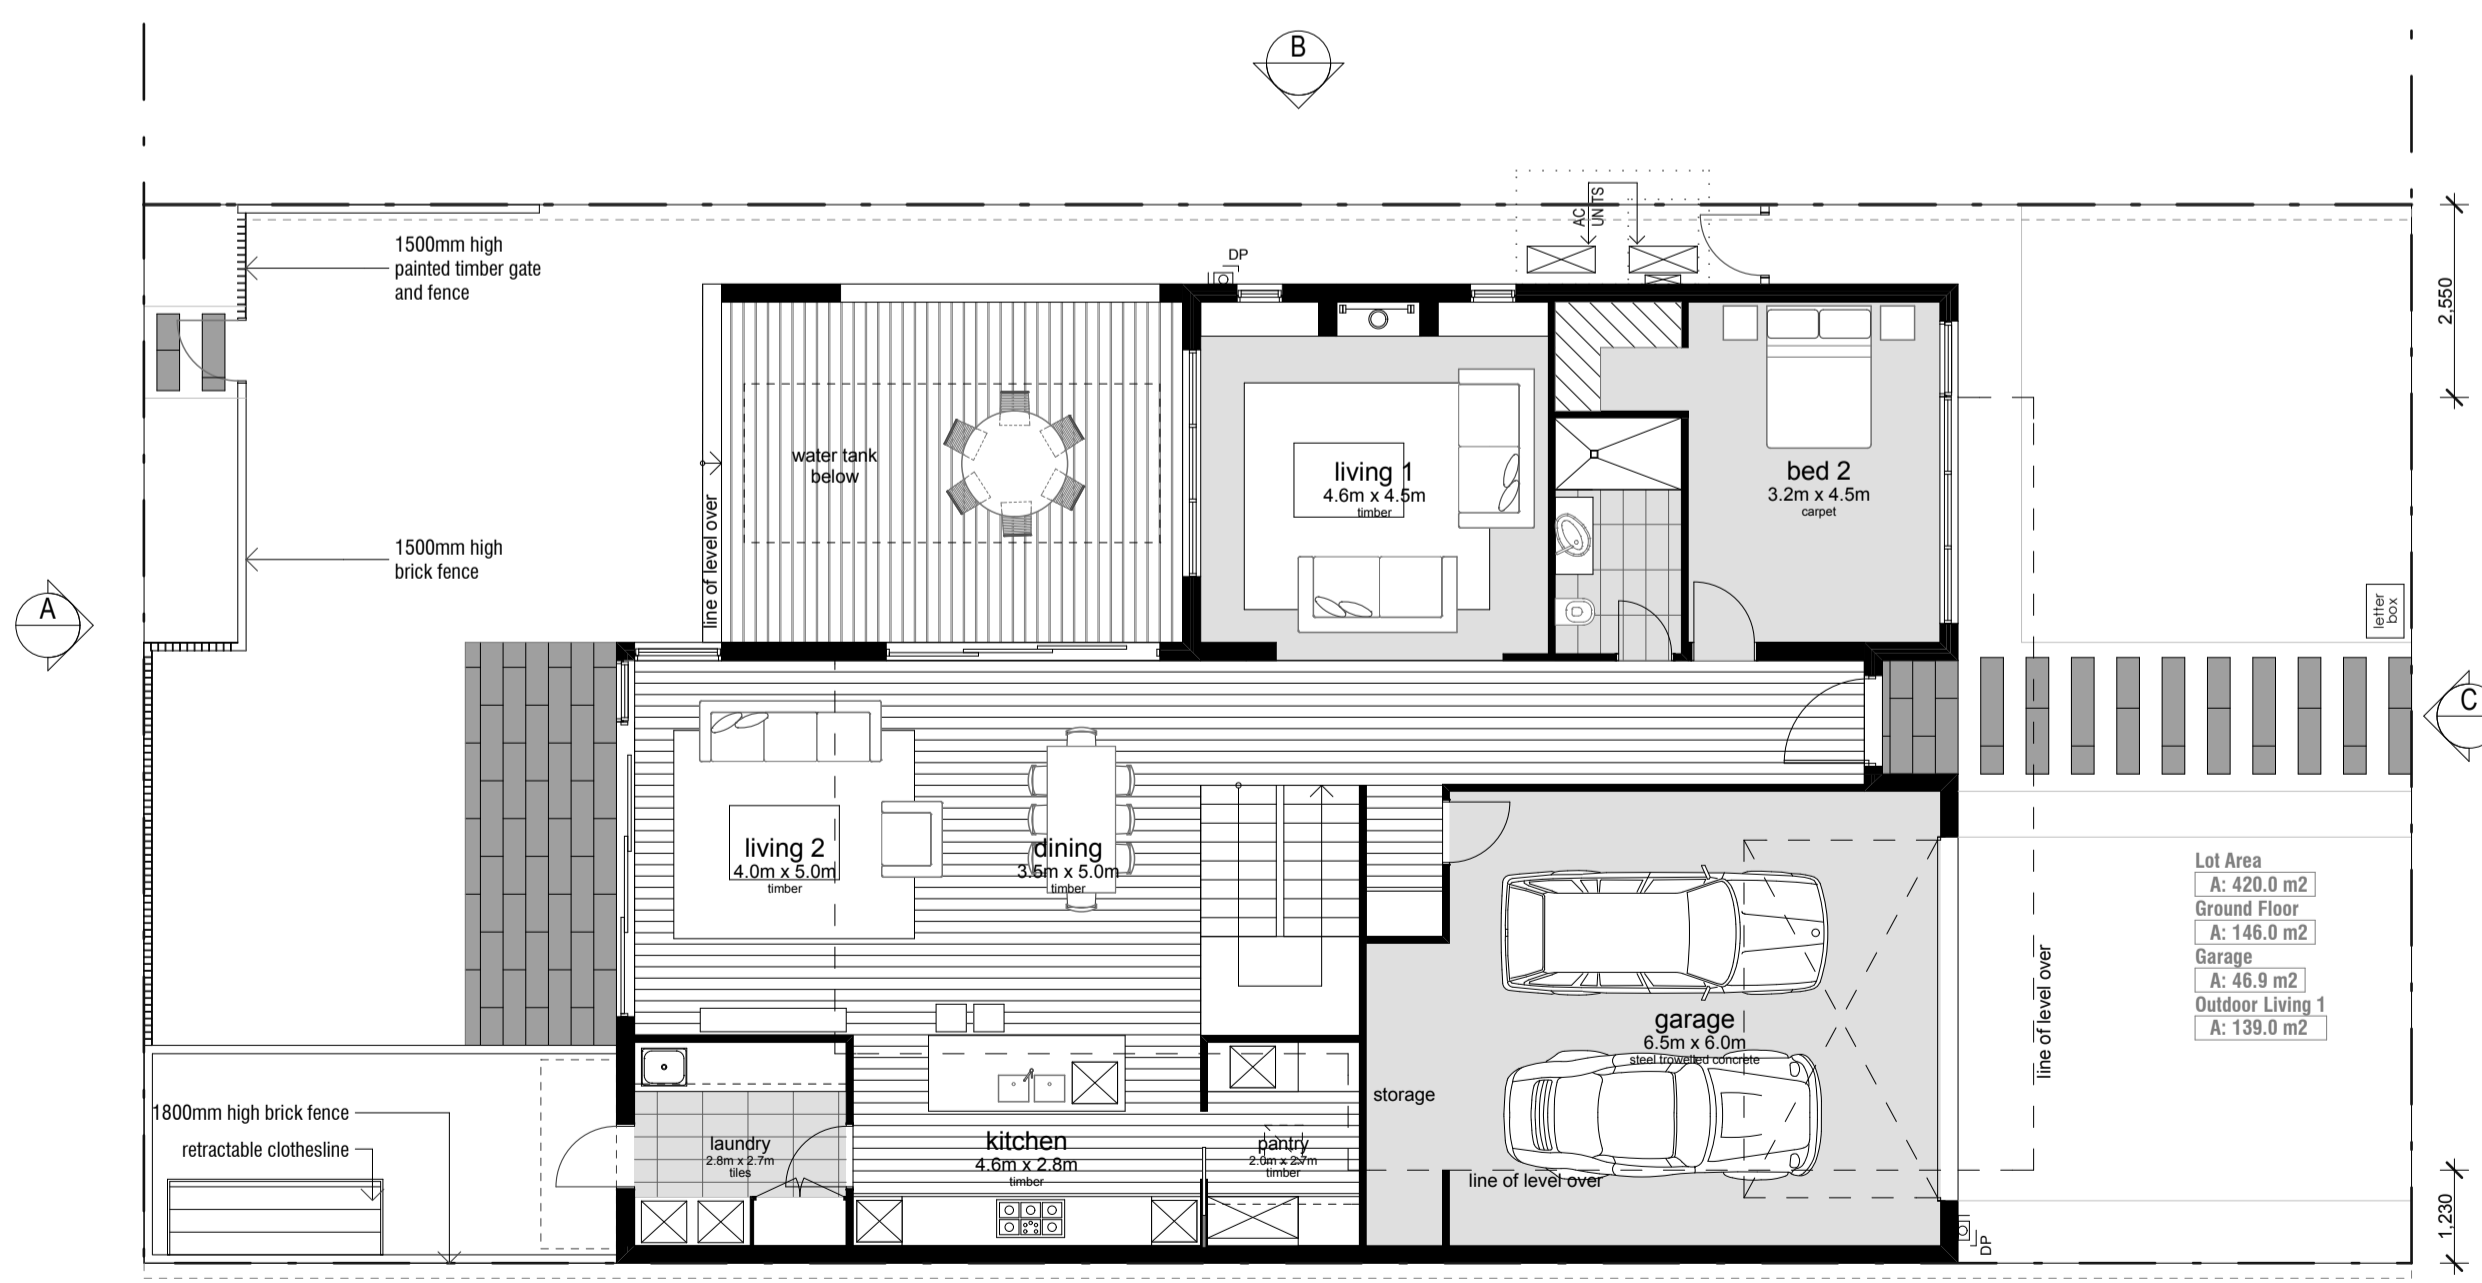 B
AC
UNITS
1500mm high
painted timber gate
and fence
DP
2,550
water tank
below
living 1
4.6m x 4.5m
timber
bed 2
3.2m x 4.5m
carpet
line of level over
1500mm high
brick fence
A
letter
box
C
living 2
4.0m x 5.0m
timber
dining
3.5m x 5.0m
timber
Lot Area
A: 420.0 m2
Ground Floor
A: 146.0 m2
Garage
A: 46.9 m2
Outdoor Living 1
A: 139.0 m2
garage
6.5m x 6.0m
steel trowelled concrete
line of level over
storage
1800mm high brick fence
retractable clothesline
laundry
2.8m x 2.7m
tiles
kitchen
4.6m x 2.8m
timber
pantry
2.0m x 2.7m
timber
line of level over
1,230
DP